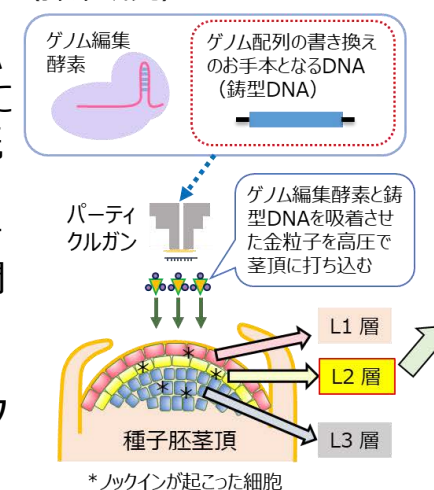 ゲノム編集
酵素
ゲノム配列の書き換え
のお手本となるDNA
（鋳型DNA）
パーティ
クルガン
ゲノム編集酵素と鋳
型DNAを吸着させ
た金粒子を高圧で
茎頂に打ち込む
L1 層
L2 層
L3 層
種子胚茎頂
*ノックインが起こった細胞